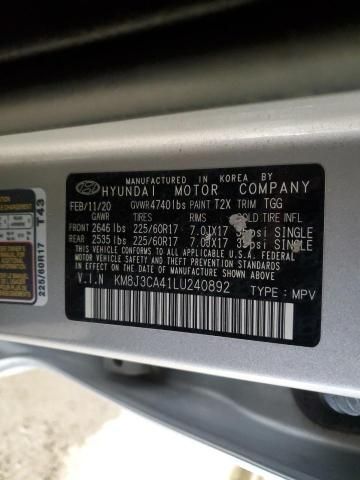 MANUFACTURED IN KOREA BY
HYUNDAI MOTOR COMPANY
FEB/11/20 GVWR4740lbs PAINT T2X TRIM TGG
GAWR TIRES RIMS COLD TIRE INFL
FRONT 2646 lbs 225/60R17 7.0JX17 psi SINGLE
REAR 2535 lbs 225/60R17 7.0JX17 psi SINGLE
THIS VEHICLE CONFORMS TO ALL APPLICABLE U.S.A. FEDERAL
MOTOR VEHICLE SAFETY, BUMPER, AND THEFT PREVENTION
STANDARDS IN EFFECT ON THE DATE OF MANUFACTURE
SHOWN ABOVE.
V.I.N KM8J3CA41LU240892 TYPE : MPV
225/60R17 T43